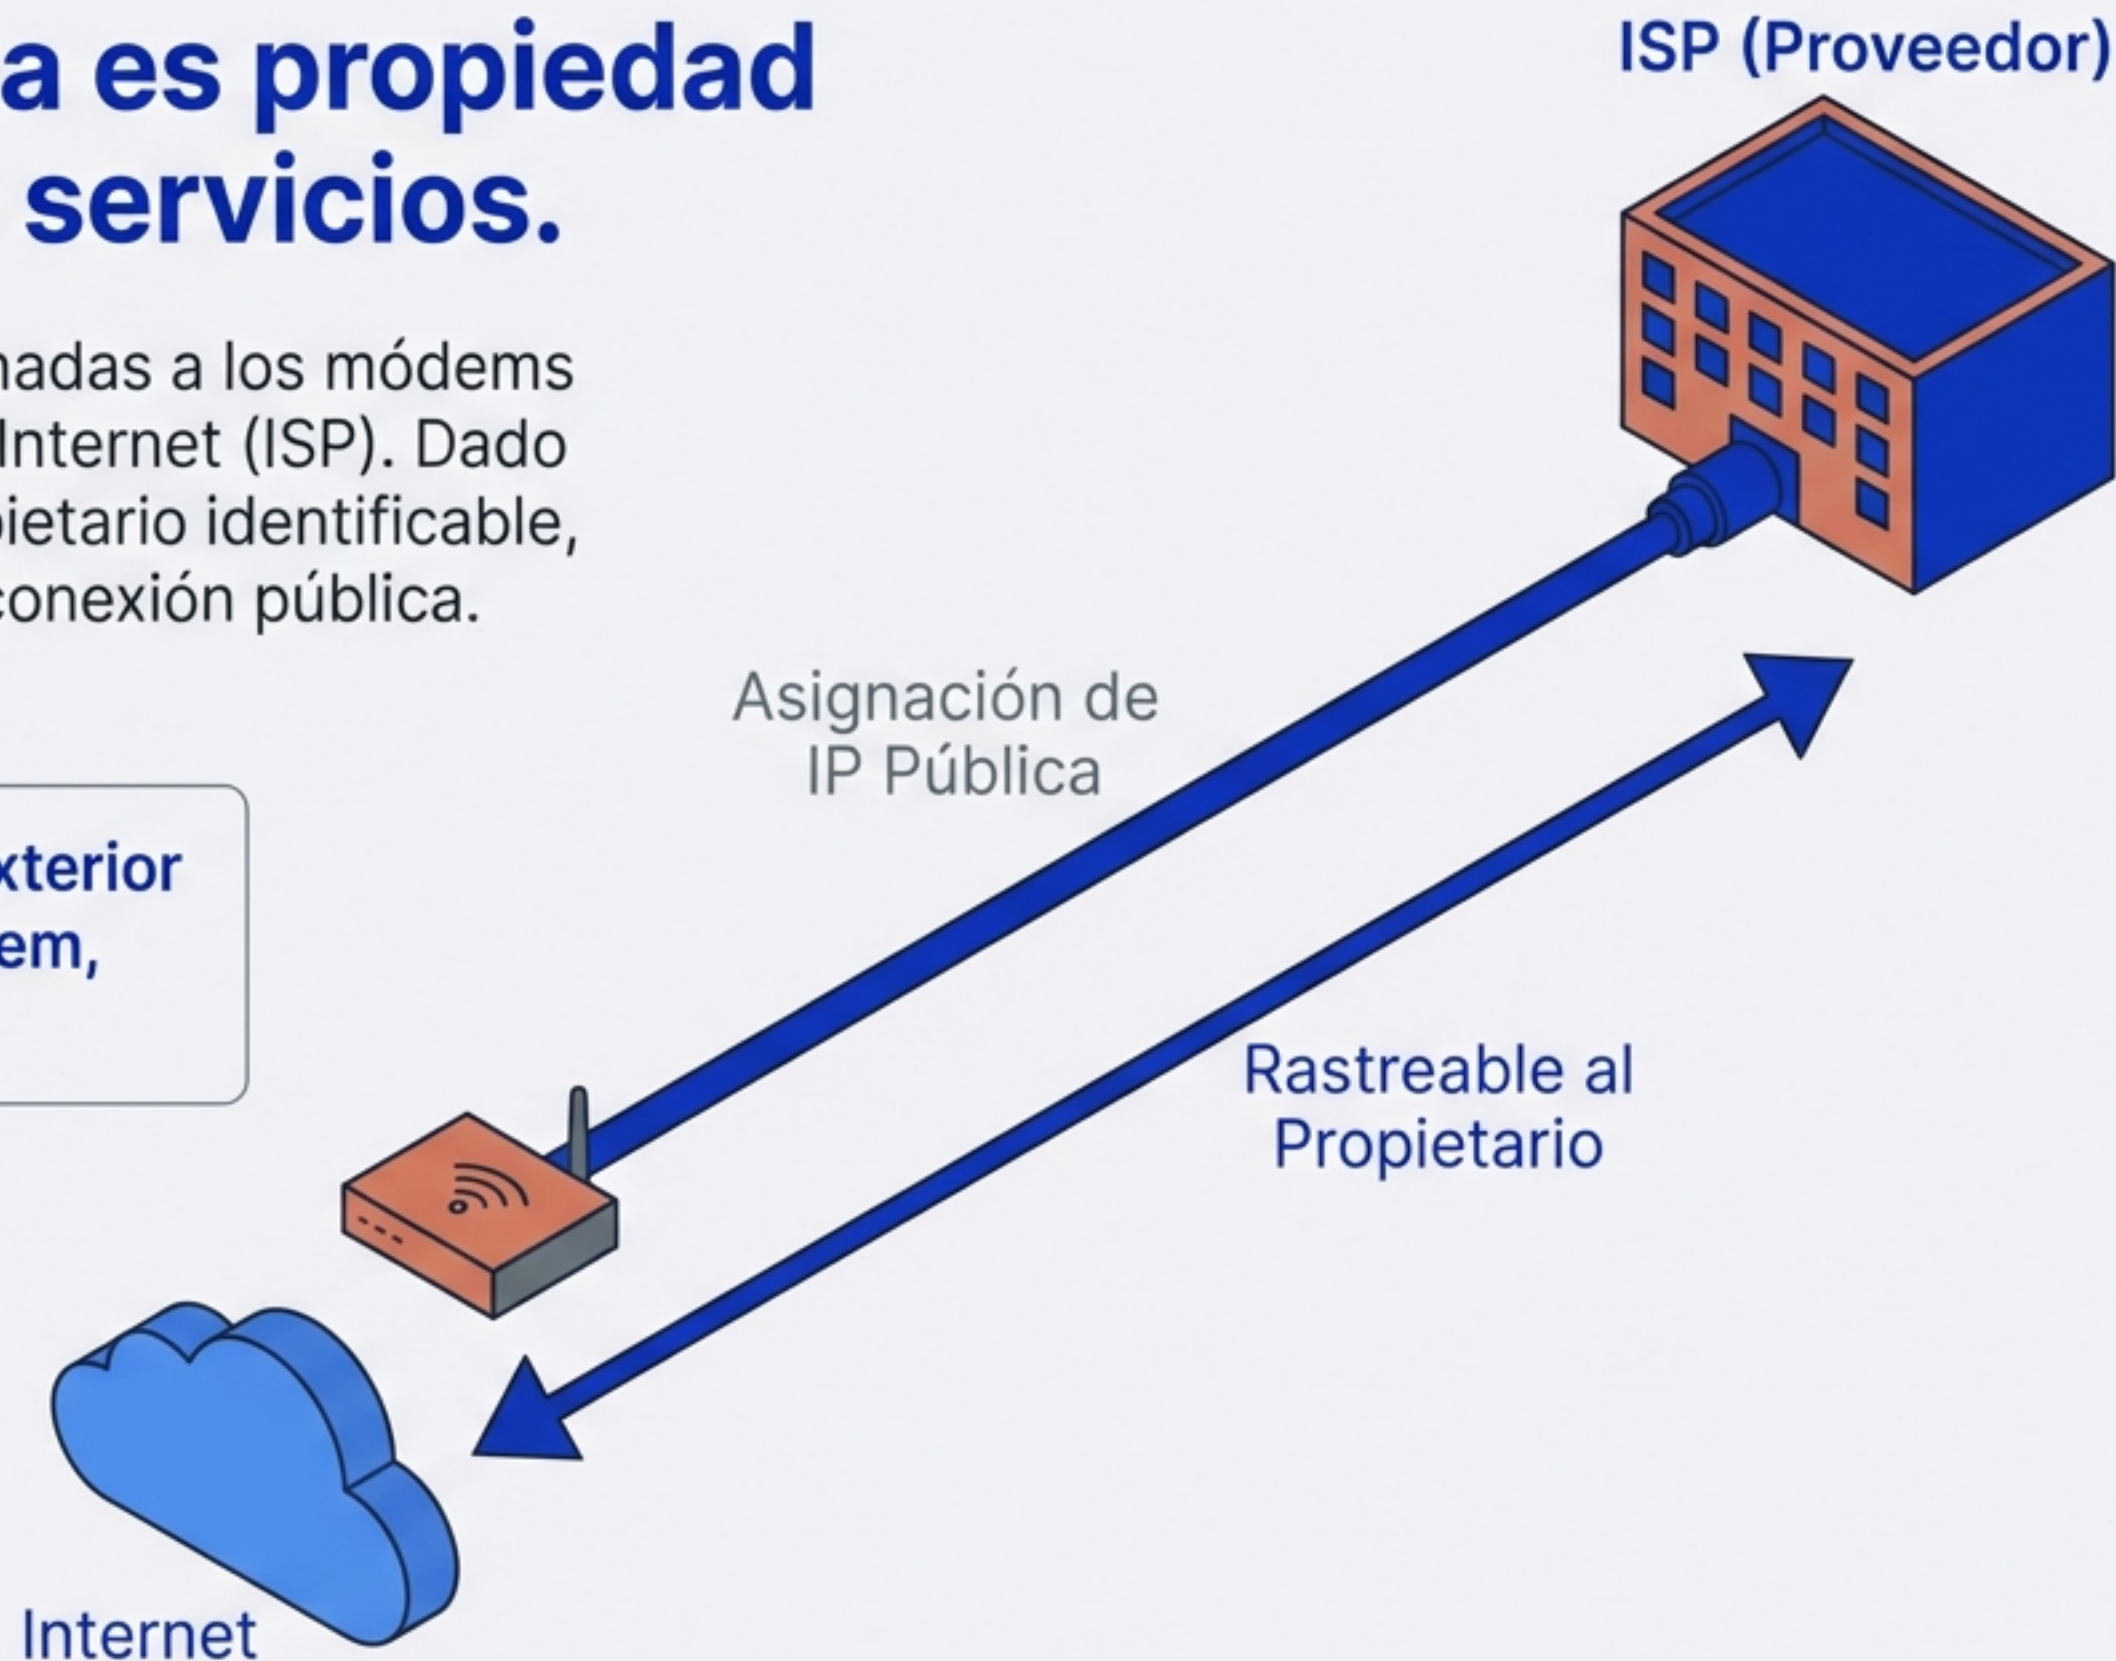 a es propiedad
servicios.
nadas a los módems
Internet (ISP). Dado
pietario identificable,
conexión pública.
xterior
em,
ISP (Proveedor)
Asignación de
IP Pública
Rastreable al
Propietario
Internet